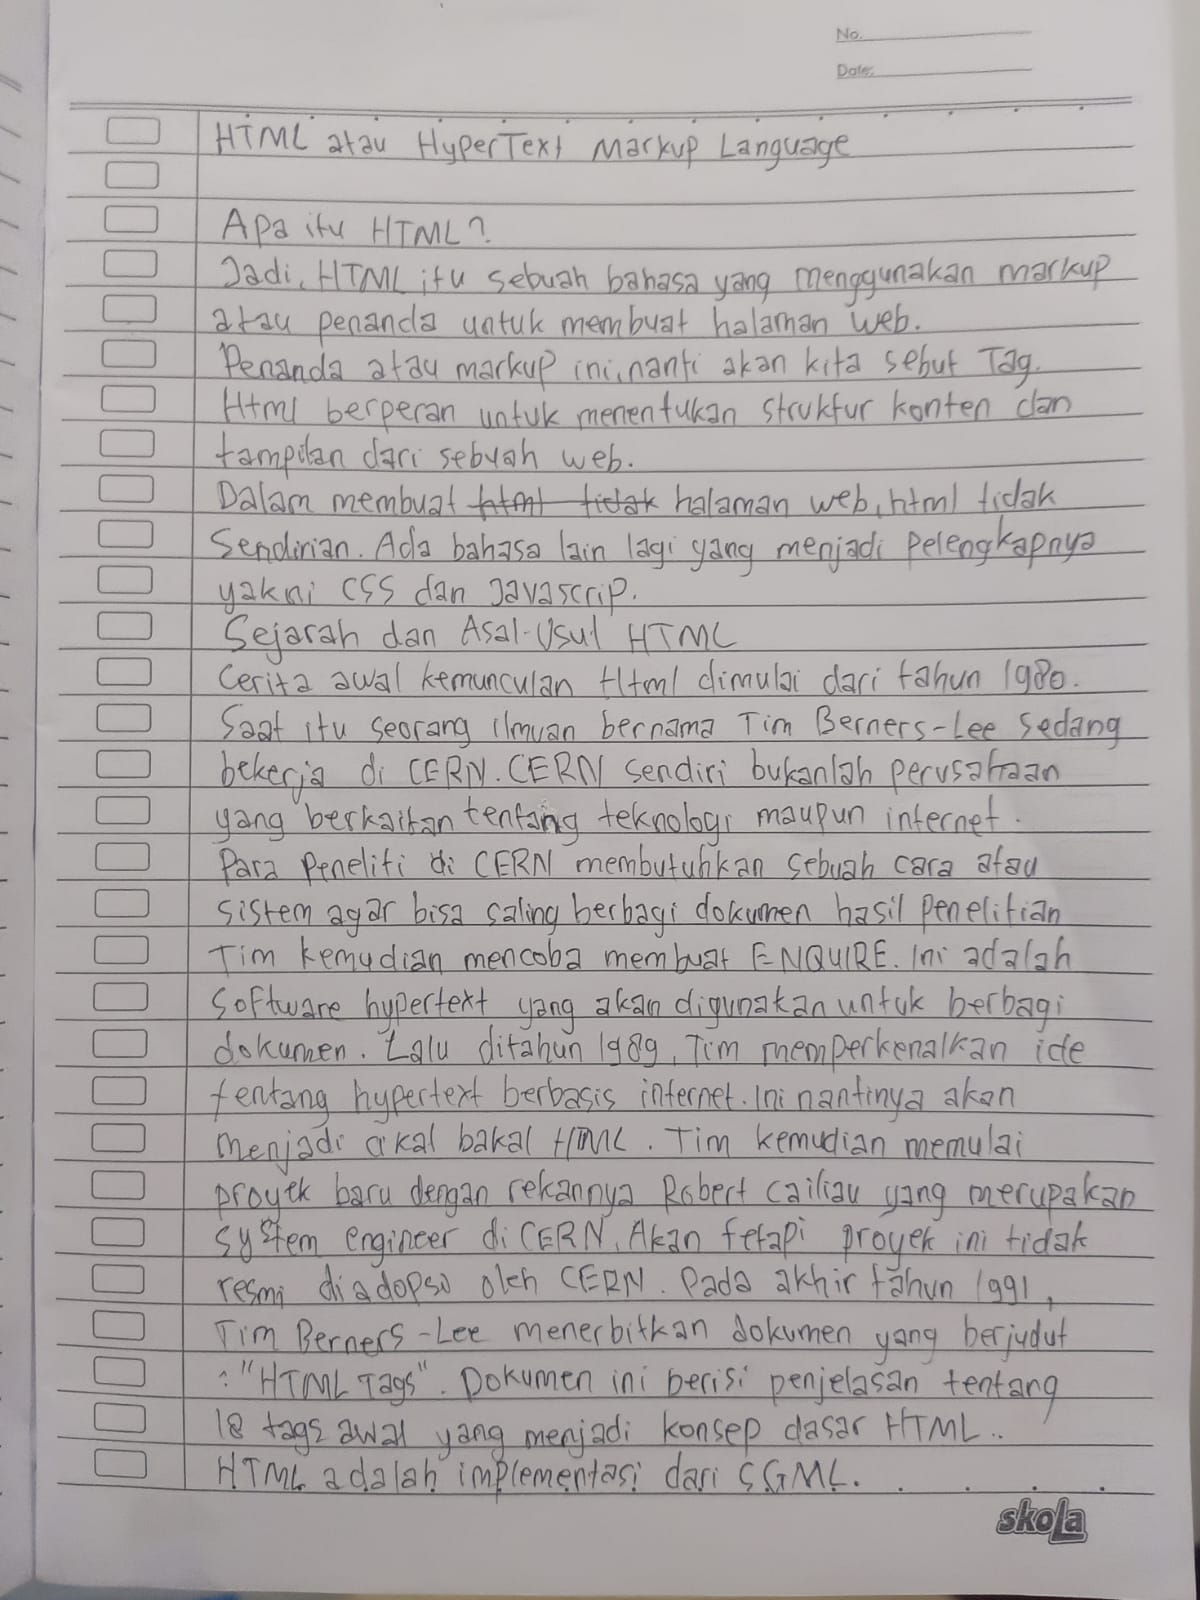 No.
Date:
HTML atau HyperText Markup Language
Apa itu HTML?
Jadi, HTML itu sebuah bahasa yang menggunakan markup
atau penanda untuk membuat halaman web.
Penanda atau markup ini, nanti akan kita sebut Tag.
Html berperan untuk menentukan struktur konten dan
tampilan dari sebuah web.
Dalam membuat html tidak halaman web, html tidak
Sendirian. Ada bahasa lain lagi yang menjadi pelengkapnya
yakni CSS dan Javascrip.
Sejarah dan Asal-Usul HTML
Cerita awal kemunculan Html dimulai dari tahun 1980.
Saat itu seorang ilmuan bernama Tim Berners-Lee sedang
bekerja di CERN. CERN sendiri bukanlah perusahaan
yang berkaitan tentang teknologi maupun internet.
Para peneliti di CERN membutuhkan sebuah cara atau
sistem agar bisa saling berbagi dokumen hasil penelitian
Tim kemudian mencoba membuat ENQUIRE. Ini adalah
Software hypertext yang akan digunakan untuk berbagi
dokumen. Lalu ditahun 1989, Tim memperkenalkan ide
tentang hypertext berbasis internet. Ini nantinya akan
Menjadi cikal bakal HTML. Tim kemudian memulai
proyek baru dengan rekannya Robert Cailiau yang merupakan
system engineer di CERN. Akan tetapi proyek ini tidak
resmi diadopsi oleh CERN. Pada akhir tahun 1991,
Tim Berners-Lee menerbitkan dokumen yang berjudul
: "HTML Tags". Dokumen ini berisi penjelasan tentang
18 tags awal yang menjadi konsep dasar HTML..
HTML adalah implementasi dari SGML.
skola